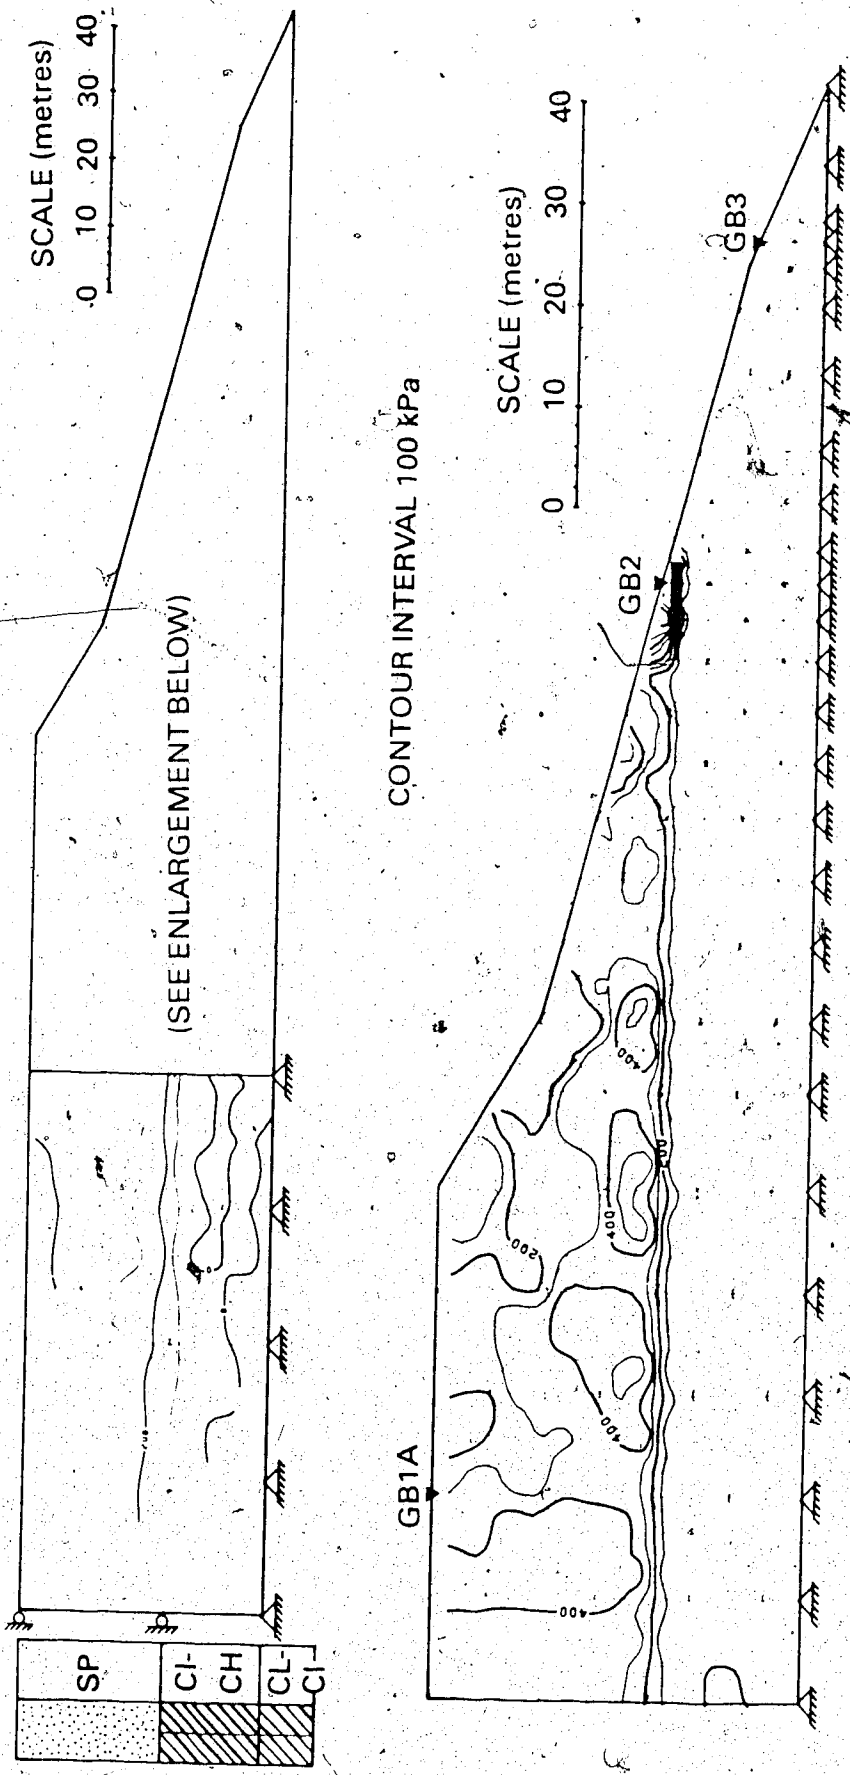 SCALE (metres)
0 10 20 30 40
(SEE ENLARGEMENT BELOW)
SP
CI-
CH
CL-
CI
CONTOUR INTERVAL 100 kPa
SCALE (metres)
0 10 20 30 40
GB1A
GB2
GB3
400
400
200
400
400